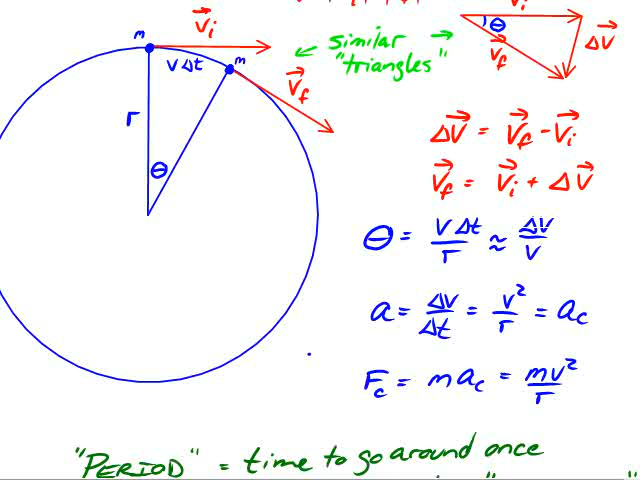 m
V⃗i
V Δt
m
V⃗f
r
θ
← similar →
"triangles"
θ
V⃗f
ΔV⃗
ΔV⃗ = V⃗f - V⃗i
V⃗f = V⃗i + ΔV⃗
θ = VΔt/r ≈ ΔV/V
a = ΔV/Δt = V²/r = ac
Fc = mac = mv²/r
"PERIOD" = time to go around once